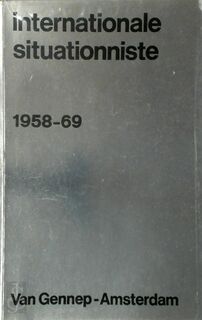 internationale
situationniste
1958-69
Van Gennep-Amsterdam